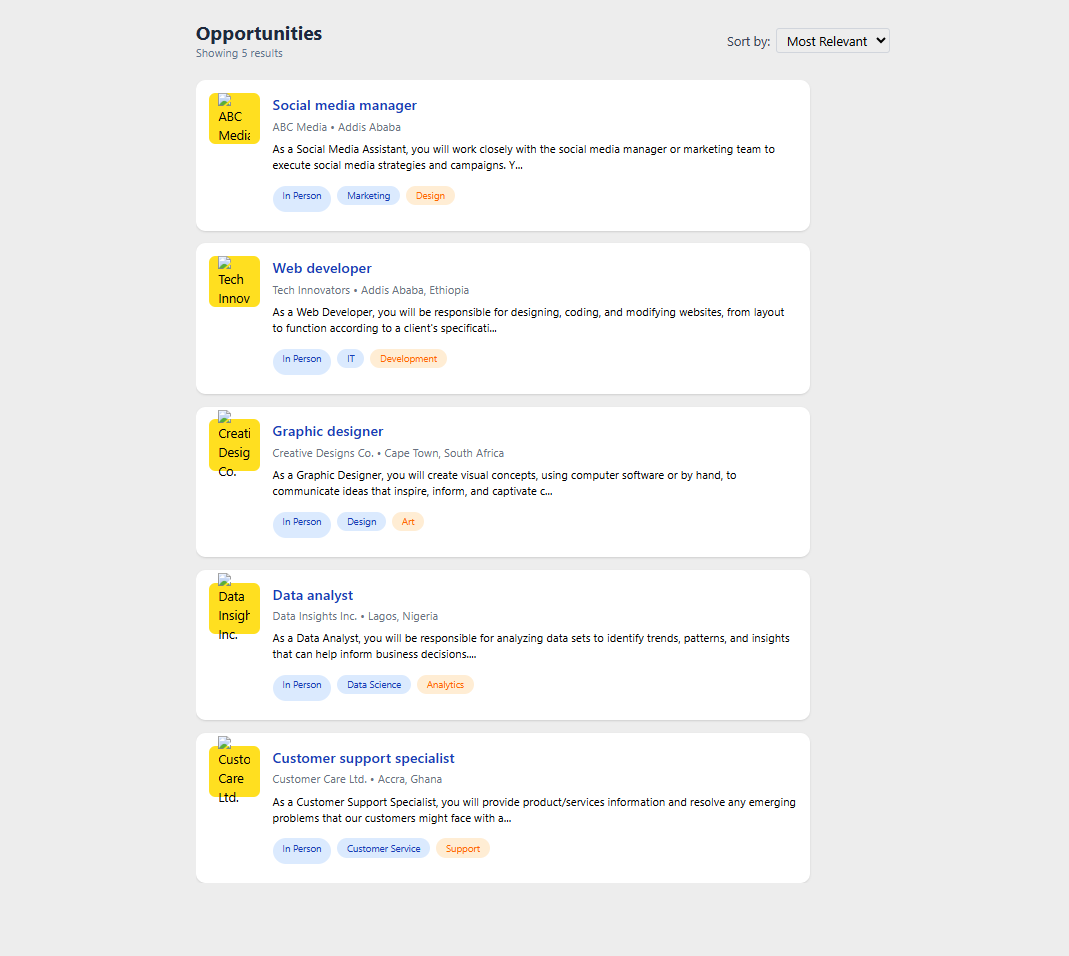 Opportunities
Showing 5 results
Sort by:
Most Relevant
ABC
Media
Social media manager
ABC Media • Addis Ababa
As a Social Media Assistant, you will work closely with the social media manager or marketing team to
execute social media strategies and campaigns. Y...
In Person
Marketing
Design
Tech
Innov
Web developer
Tech Innovators • Addis Ababa, Ethiopia
As a Web Developer, you will be responsible for designing, coding, and modifying websites, from layout
to function according to a client's specificati...
In Person
IT
Development
Creati
Desig
Co.
Graphic designer
Creative Designs Co. • Cape Town, South Africa
As a Graphic Designer, you will create visual concepts, using computer software or by hand, to
communicate ideas that inspire, inform, and captivate c...
In Person
Design
Art
Data
Insigh
Inc.
Data analyst
Data Insights Inc. • Lagos, Nigeria
As a Data Analyst, you will be responsible for analyzing data sets to identify trends, patterns, and insights
that can help inform business decisions....
In Person
Data Science
Analytics
Custo
Care
Ltd.
Customer support specialist
Customer Care Ltd. • Accra, Ghana
As a Customer Support Specialist, you will provide product/services information and resolve any emerging
problems that our customers might face with a...
In Person
Customer Service
Support